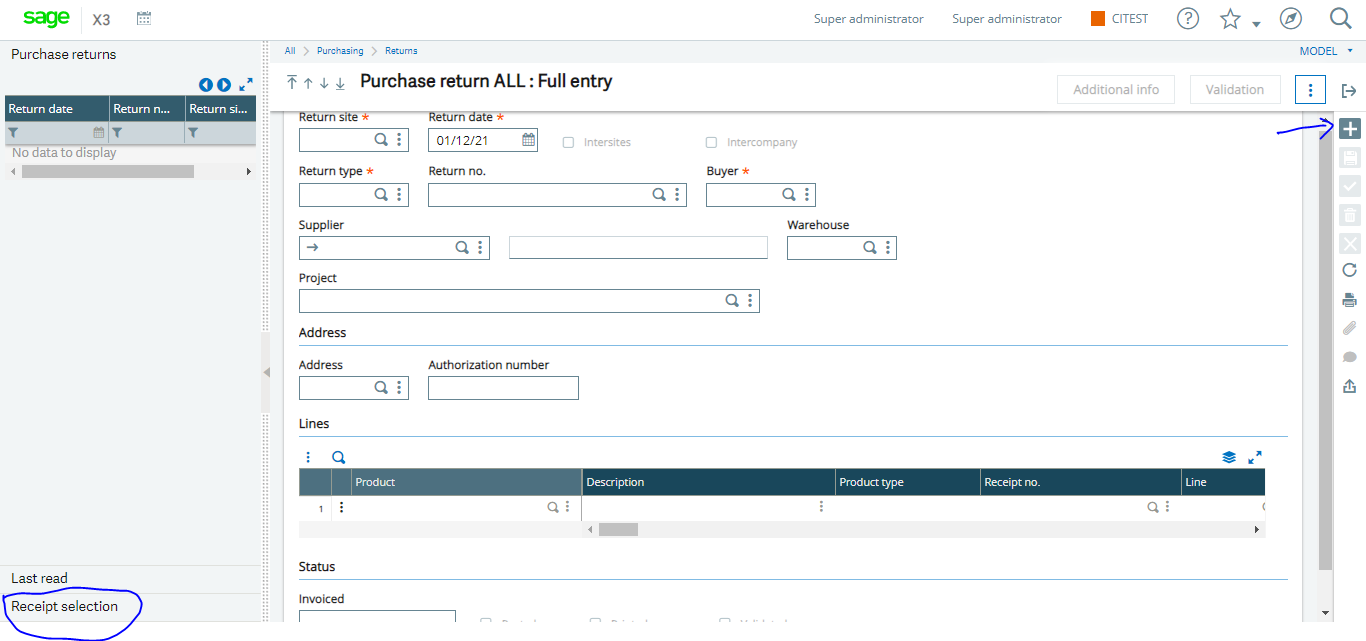 sage X3 Super administrator Super administrator CITEST
Purchase returns
All Purchasing Returns MODEL
Purchase return ALL : Full entry
Additional info Validation
Return date Return n... Return si...
No data to display
Return site * Return date *
01/12/21 Intersites Intercompany
Return type * Return no. Buyer *
Supplier Warehouse
Project
Address
Address Authorization number
Lines
Product Description Product type Receipt no. Line
1
Status
Invoiced
Last read
Receipt selection